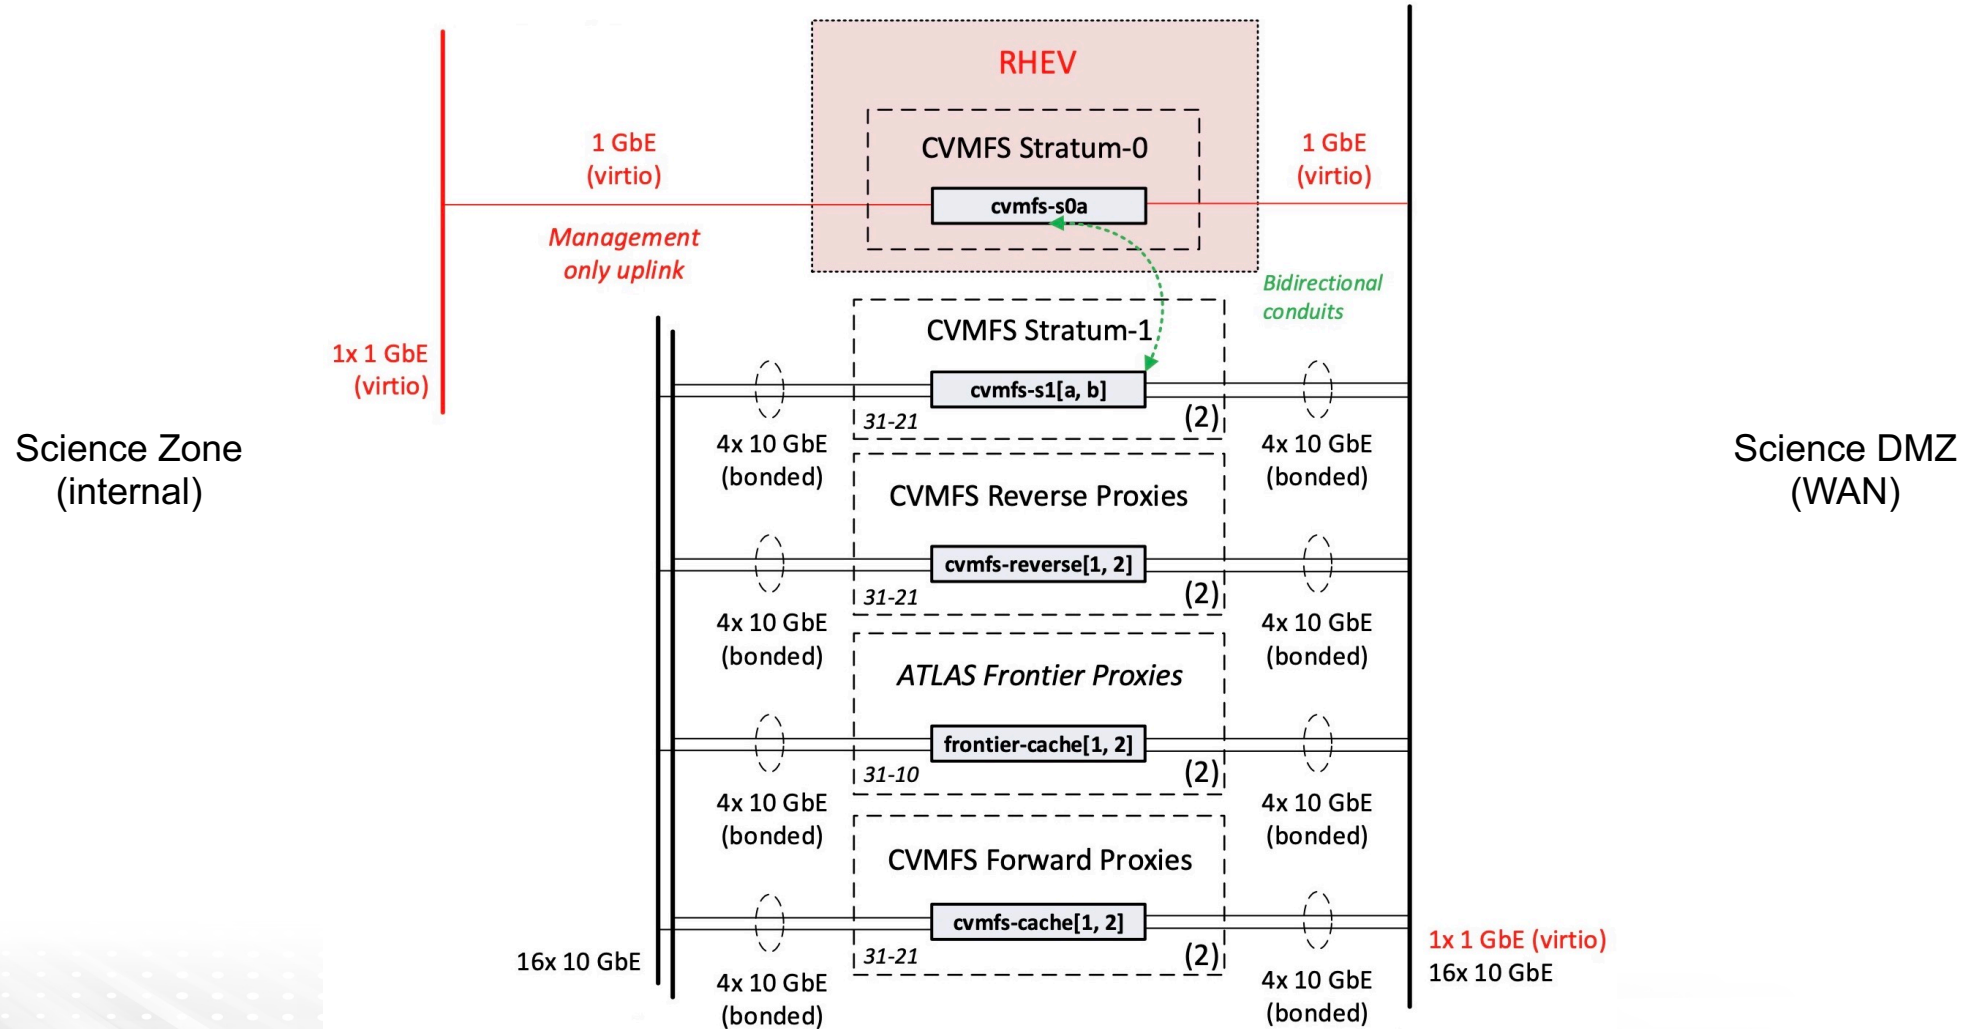 RHEV
CVMFS Stratum-0
1 GbE
(virtio)
1 GbE
(virtio)
cvmfs-s0a
Management
only uplink
Bidirectional
conduits
CVMFS Stratum-1
1x 1 GbE
(virtio)
cvmfs-s1[a, b]
31-21
(2)
4x 10 GbE
(bonded)
4x 10 GbE
(bonded)
Science Zone
(internal)
Science DMZ
(WAN)
CVMFS Reverse Proxies
cvmfs-reverse[1, 2]
31-21
(2)
4x 10 GbE
(bonded)
4x 10 GbE
(bonded)
ATLAS Frontier Proxies
frontier-cache[1, 2]
31-10
(2)
4x 10 GbE
(bonded)
4x 10 GbE
(bonded)
CVMFS Forward Proxies
cvmfs-cache[1, 2]
31-21
(2)
16x 10 GbE
4x 10 GbE
(bonded)
4x 10 GbE
(bonded)
1x 1 GbE (virtio)
16x 10 GbE